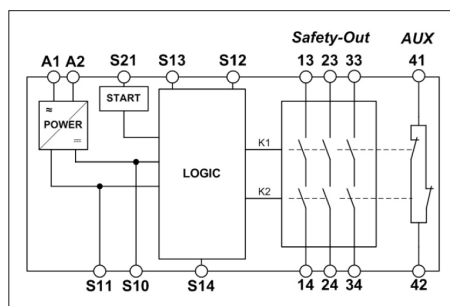 Safety-Out AUX
A1 A2 S21 S13 S12 13 23 33 41
START
POWER
LOGIC
K1
K2
S11 S10 S14 14 24 34 42